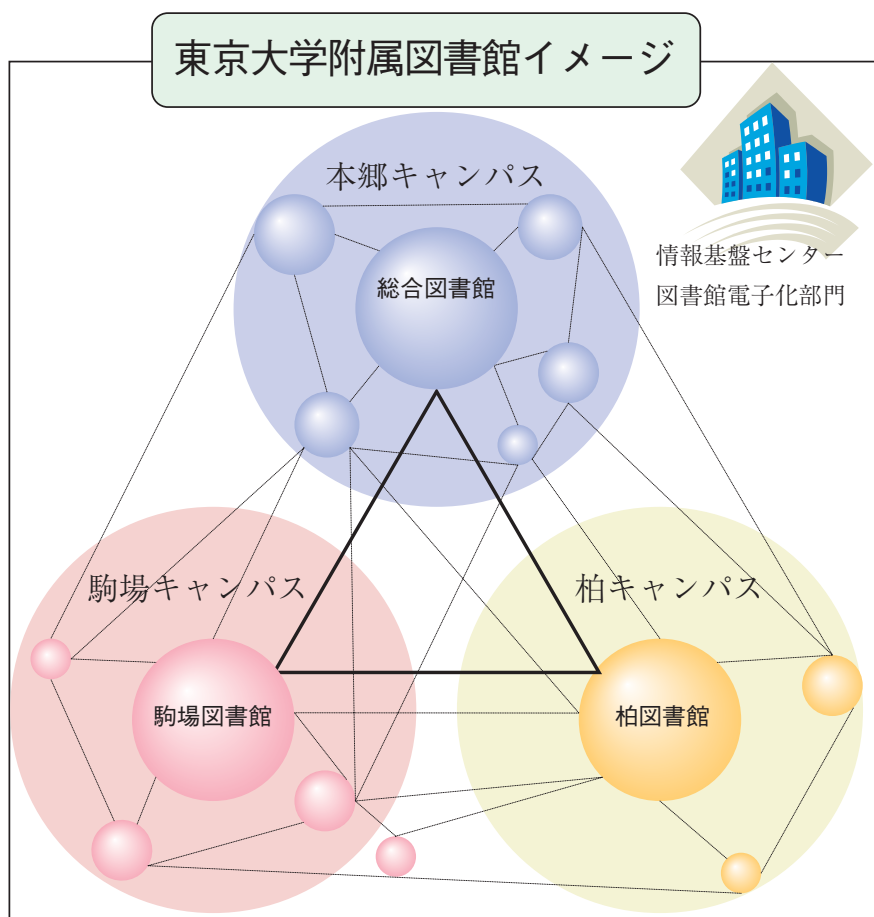 東京大学附属図書館イメージ
本郷キャンパス
総合図書館
情報基盤センター
図書館電子化部門
駒場キャンパス
柏キャンパス
駒場図書館
柏図書館